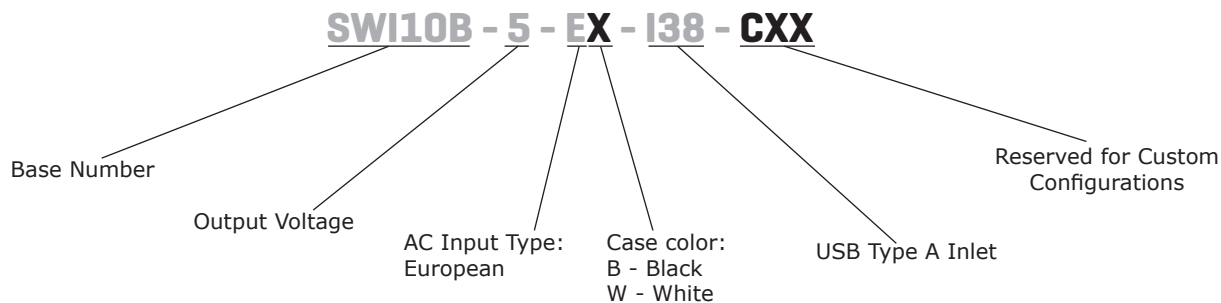 SWI10B - 5 - EX - I38 - CXX
Base Number
Output Voltage
AC Input Type:
European
Case color:
B - Black
W - White
USB Type A Inlet
Reserved for Custom
Configurations